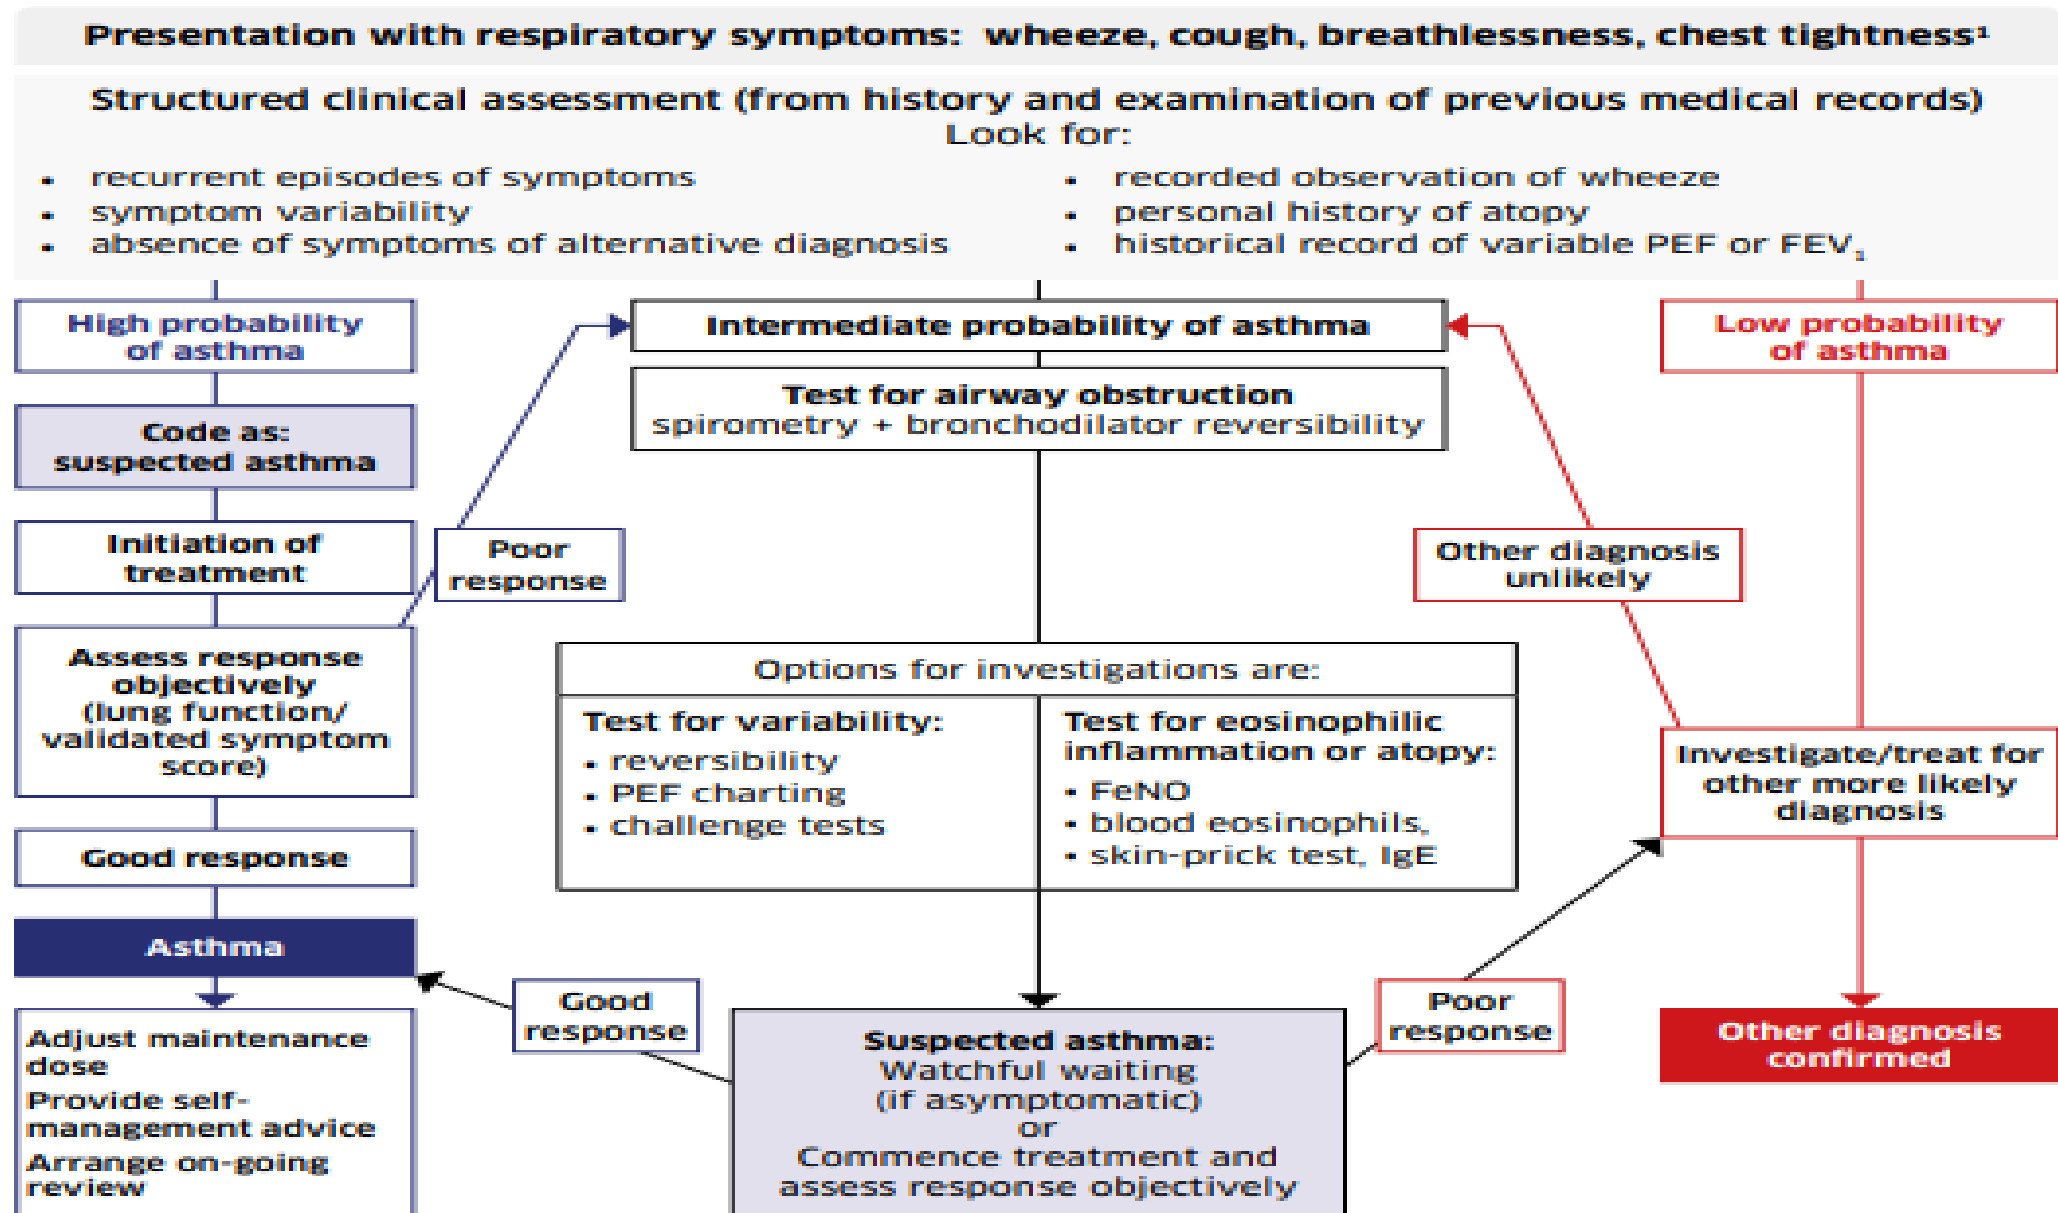 Presentation with respiratory symptoms: wheeze, cough, breathlessness, chest tightness¹
Structured clinical assessment (from history and examination of previous medical records)
Look for:
• recurrent episodes of symptoms
• symptom variability
• absence of symptoms of alternative diagnosis
• recorded observation of wheeze
• personal history of atopy
• historical record of variable PEF or FEV₁
High probability
of asthma
Intermediate probability of asthma
Low probability
of asthma
Test for airway obstruction
spirometry + bronchodilator reversibility
Code as:
suspected asthma
Initiation of
treatment
Poor
response
Other diagnosis
unlikely
Assess response
objectively
(lung function/
validated symptom
score)
Options for investigations are:
Test for variability:
• reversibility
• PEF charting
• challenge tests
Test for eosinophilic
inflammation or atopy:
• FeNO
• blood eosinophils,
• skin-prick test, IgE
Investigate/treat for
other more likely
diagnosis
Good response
Asthma
Good
response
Poor
response
Adjust maintenance
dose
Provide self-
management advice
Arrange on-going
review
Suspected asthma:
Watchful waiting
(if asymptomatic)
or
Commence treatment and
assess response objectively
Other diagnosis
confirmed